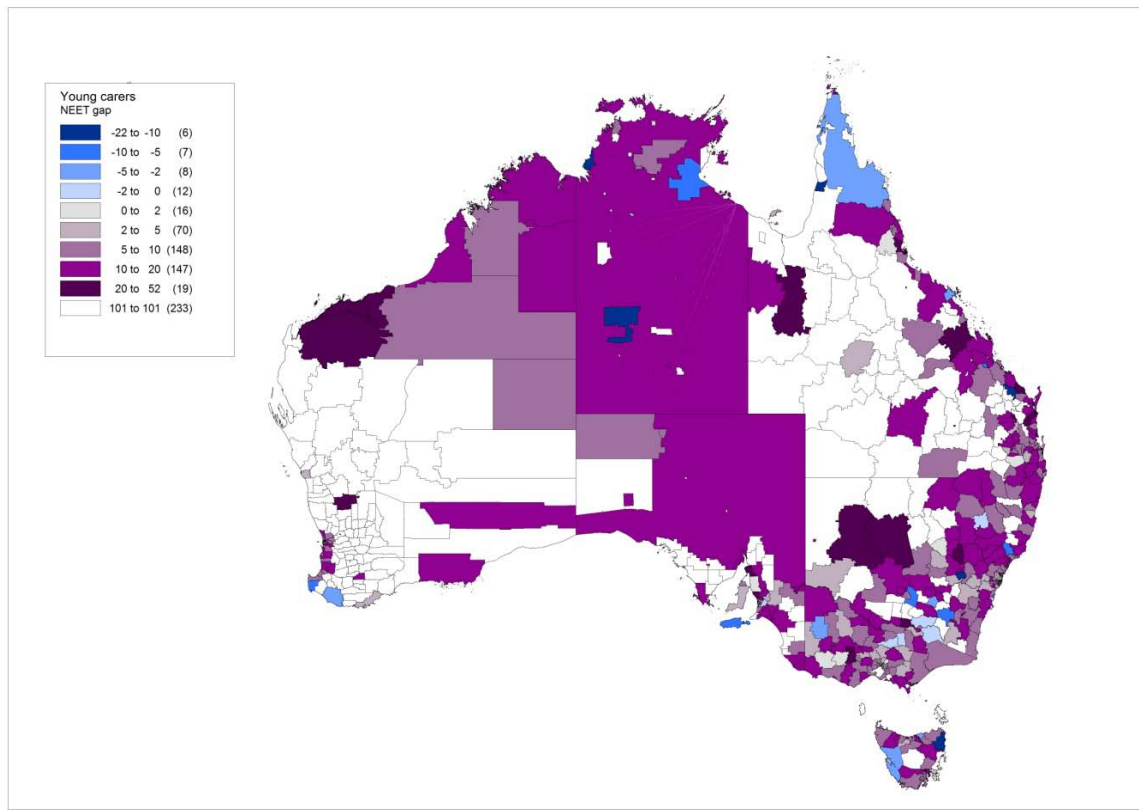 Young carers
NEET gap
-22 to -10 (6)
-10 to -5 (7)
-5 to -2 (8)
-2 to 0 (12)
0 to 2 (16)
2 to 5 (70)
5 to 10 (148)
10 to 20 (147)
20 to 52 (19)
101 to 101 (233)